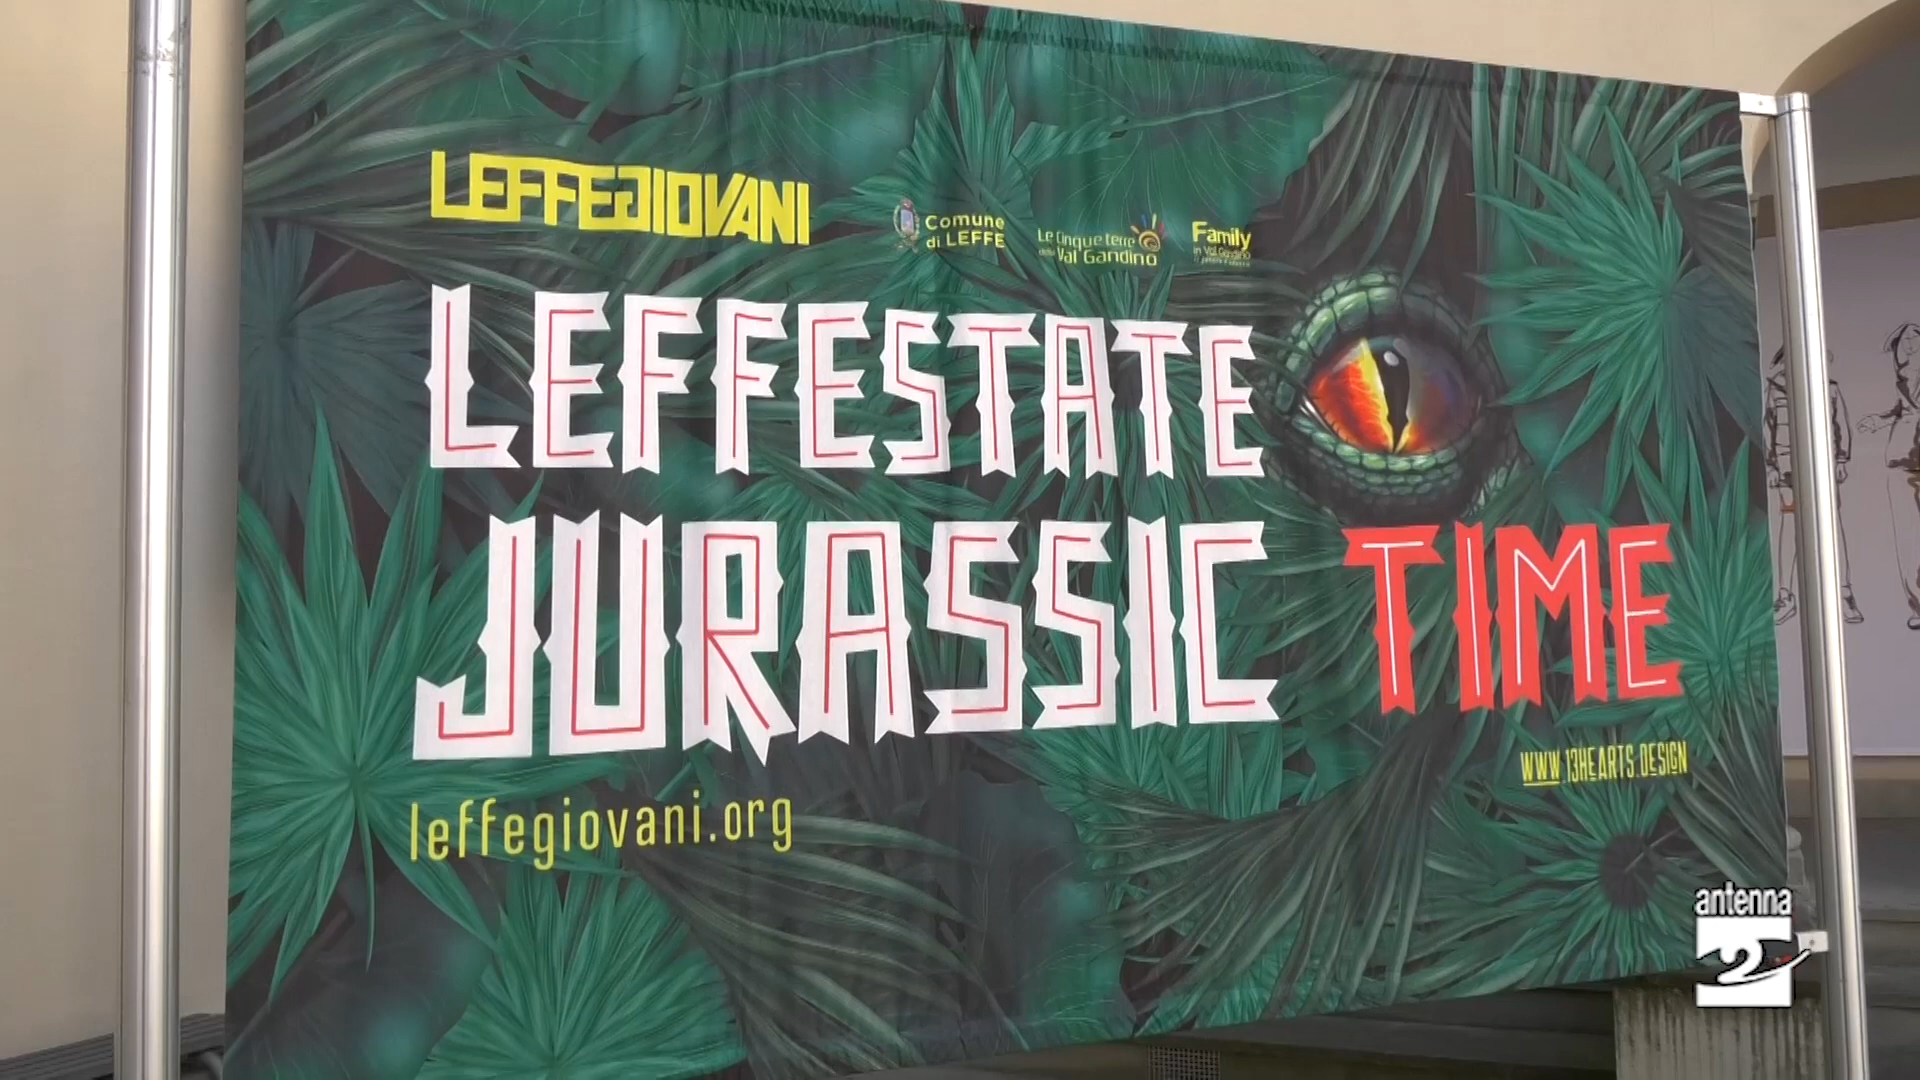 LEFFEGIOVANI
Comune
di LEFFE
Le Cinque terre
della Val Gandino
Family
in Val Gandino
LEFFESTATE
JURASSIC TIME
WWW.13HEARTS.DESIGN
leffegiovani.org
antenna
2